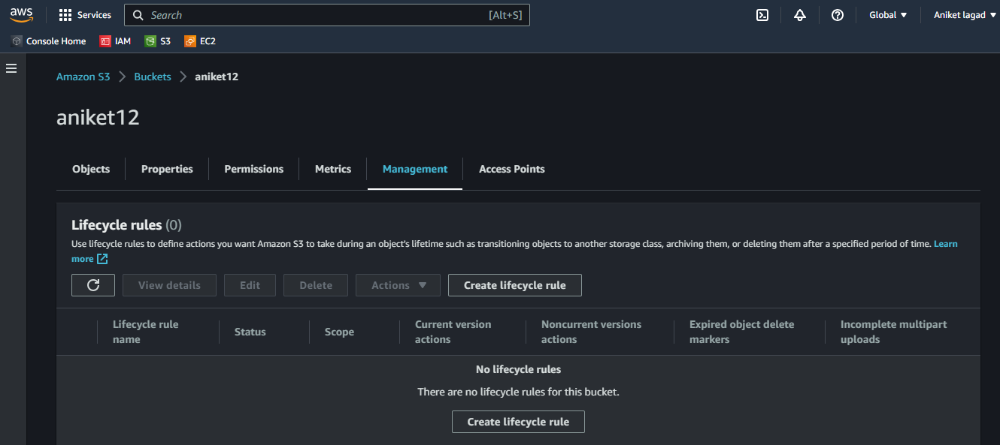 aws Services Search [Alt+S] Global Aniket lagad
Console Home IAM S3 EC2
Amazon S3 Buckets aniket12
aniket12
Objects Properties Permissions Metrics Management Access Points
Lifecycle rules (0)
Use lifecycle rules to define actions you want Amazon S3 to take during an object's lifetime such as transitioning objects to another storage class, archiving them, or deleting them after a specified period of time. Learn
more
View details Edit Delete Actions Create lifecycle rule
Lifecycle rule
name
Status
Scope
Current version
actions
Noncurrent versions
actions
Expired object delete
markers
Incomplete multipart
uploads
No lifecycle rules
There are no lifecycle rules for this bucket.
Create lifecycle rule